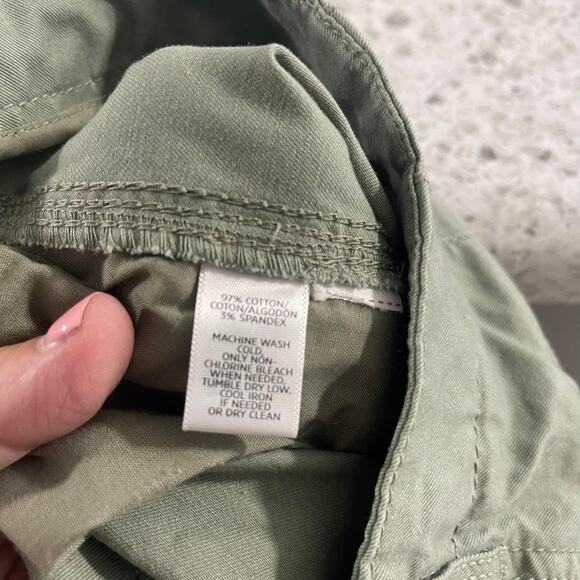 97% COTTON/
COTON/ALGODÓN
3% SPANDEX
MACHINE WASH
COLD,
ONLY NON-
CHLORINE BLEACH
WHEN NEEDED,
TUMBLE DRY LOW,
COOL IRON
IF NEEDED
OR DRY CLEAN